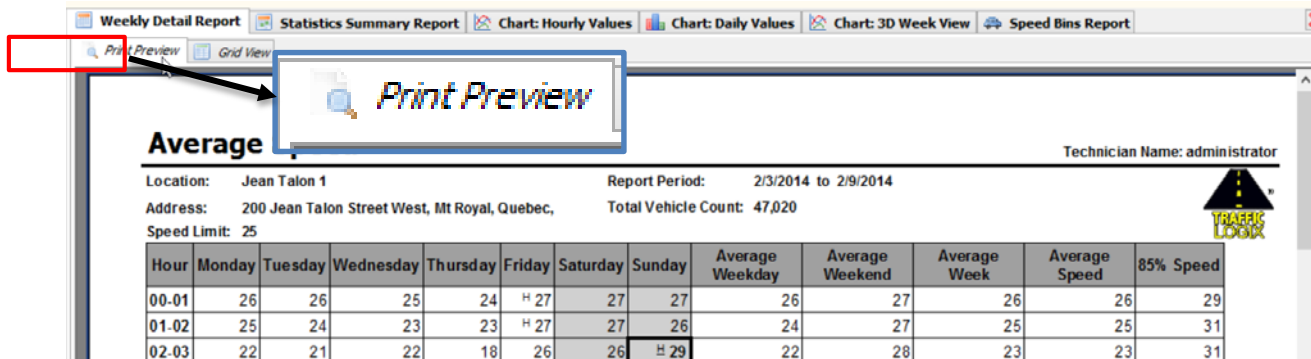 Weekly Detail Report Statistics Summary Report Chart: Hourly Values Chart: Daily Values Chart: 3D Week View Speed Bins Report
Print Preview Grid View
Print Preview
Average
Technician Name: administrator
Location: Jean Talon 1 Report Period: 2/3/2014 to 2/9/2014
Address: 200 Jean Talon Street West, Mt Royal, Quebec, Total Vehicle Count: 47,020
TRAFFIC
LOGIX
Speed Limit: 25
Hour Monday Tuesday Wednesday Thursday Friday Saturday Sunday Average Weekday Average Weekend Average Week Average Speed 85% Speed
00-01 26 26 25 24 H 27 27 27 26 27 26 26 29
01-02 25 24 23 23 H 27 27 26 24 27 25 25 31
02-03 22 21 22 18 26 26 H 29 22 28 23 23 31